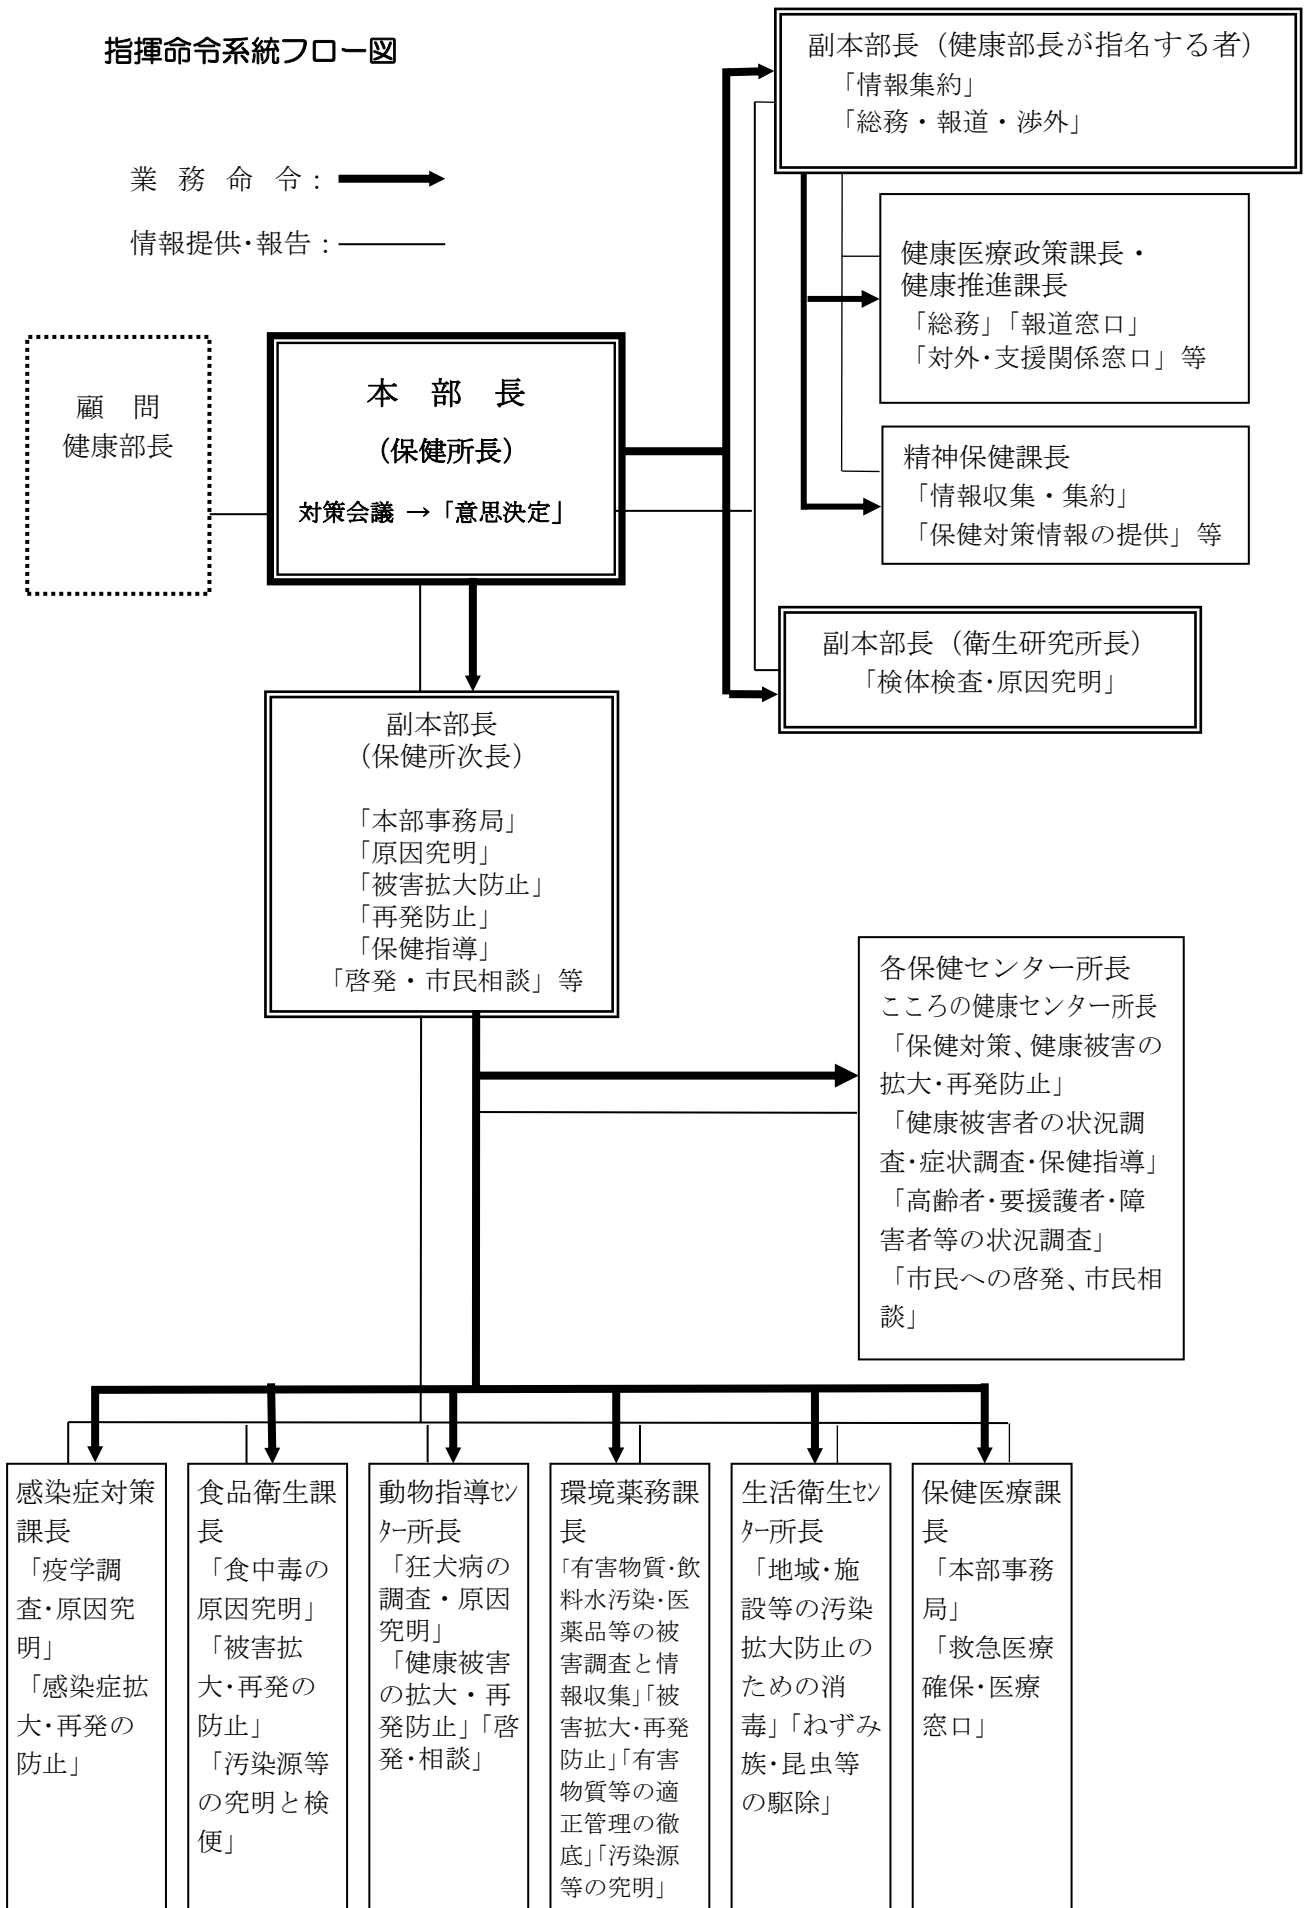 指揮命令系統フロー図
業務命令：
情報提供・報告：
副本部長（健康部長が指名する者）
「情報集約」
「総務・報道・渉外」
健康医療政策課長・
健康推進課長
「総務」「報道窓口」
「対外・支援関係窓口」等
精神保健課長
「情報収集・集約」
「保健対策情報の提供」等
顧問
健康部長
本部長
（保健所長）
対策会議 → 「意思決定」
副本部長（衛生研究所長）
「検体検査・原因究明」
副本部長
（保健所次長）
「本部事務局」
「原因究明」
「被害拡大防止」
「再発防止」
「保健指導」
「啓発・市民相談」等
各保健センター所長
こころの健康センター所長
「保健対策、健康被害の
拡大・再発防止」
「健康被害者の状況調
査・症状調査・保健指導」
「高齢者・要援護者・障
害者等の状況調査」
「市民への啓発、市民相
談」
感染症対策
課長
「疫学調
査・原因究
明」
「感染症拡
大・再発の
防止」
食品衛生課
長
「食中毒の
原因究明」
「被害拡
大・再発の
防止」
「汚染源等
の究明と検
便」
動物指導ｾﾝ
ﾀｰ所長
「狂犬病の
調査・原因
究明」
「健康被害
の拡大・再
発防止」「啓
発・相談」
環境薬務課
長
「有害物質・飲
料水汚染・医
薬品等の被
害調査と情
報収集」「被
害拡大・再発
防止」「有害
物質等の適
正管理の徹
底」「汚染源
等の究明」
生活衛生ｾﾝ
ﾀｰ所長
「地域・施
設等の汚染
拡大防止の
ための消
毒」「ねずみ
族・昆虫等
の駆除」
保健医療課
長
「本部事務
局」
「救急医療
確保・医療
窓口」